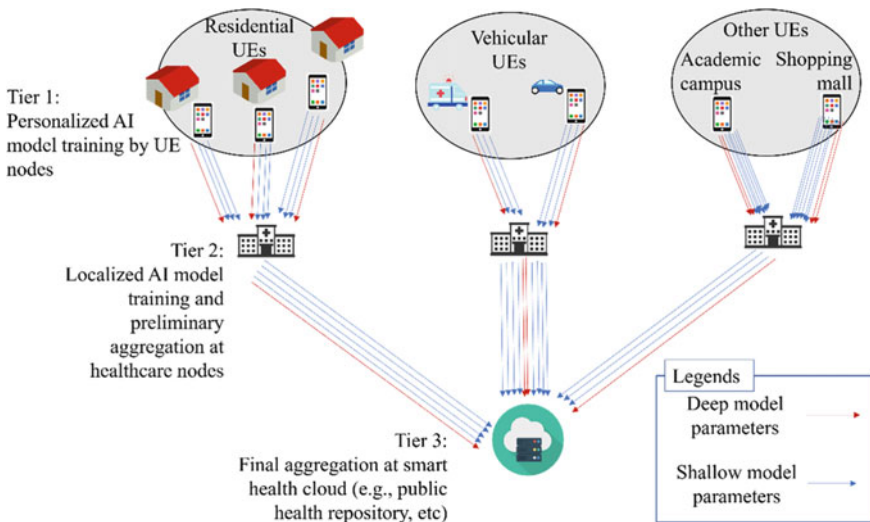 Residential
UEs
Vehicular
UEs
Other UEs
Academic
campus
Shopping
mall
Tier 1:
Personalized AI
model training by UE
nodes
Tier 2:
Localized AI model
training and
preliminary
aggregation at
healthcare nodes
Tier 3:
Final aggregation at smart
health cloud (e.g., public
health repository, etc)
Legends
Deep model
parameters
Shallow model
parameters